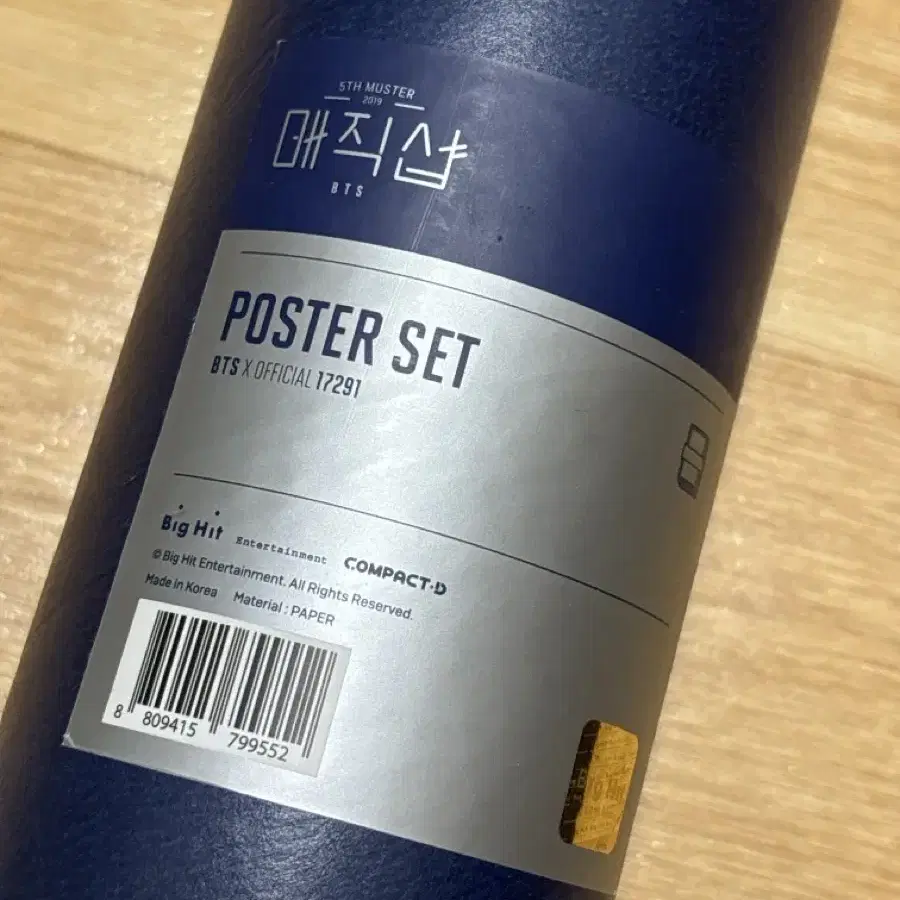 5TH MUSTER
2019
매직샵
BTS
POSTER SET
BTS X OFFICIAL 17291
Big Hit Entertainment COMPACT·D
© Big Hit Entertainment. All Rights Reserved.
Made in Korea Material : PAPER
8 809415 799552